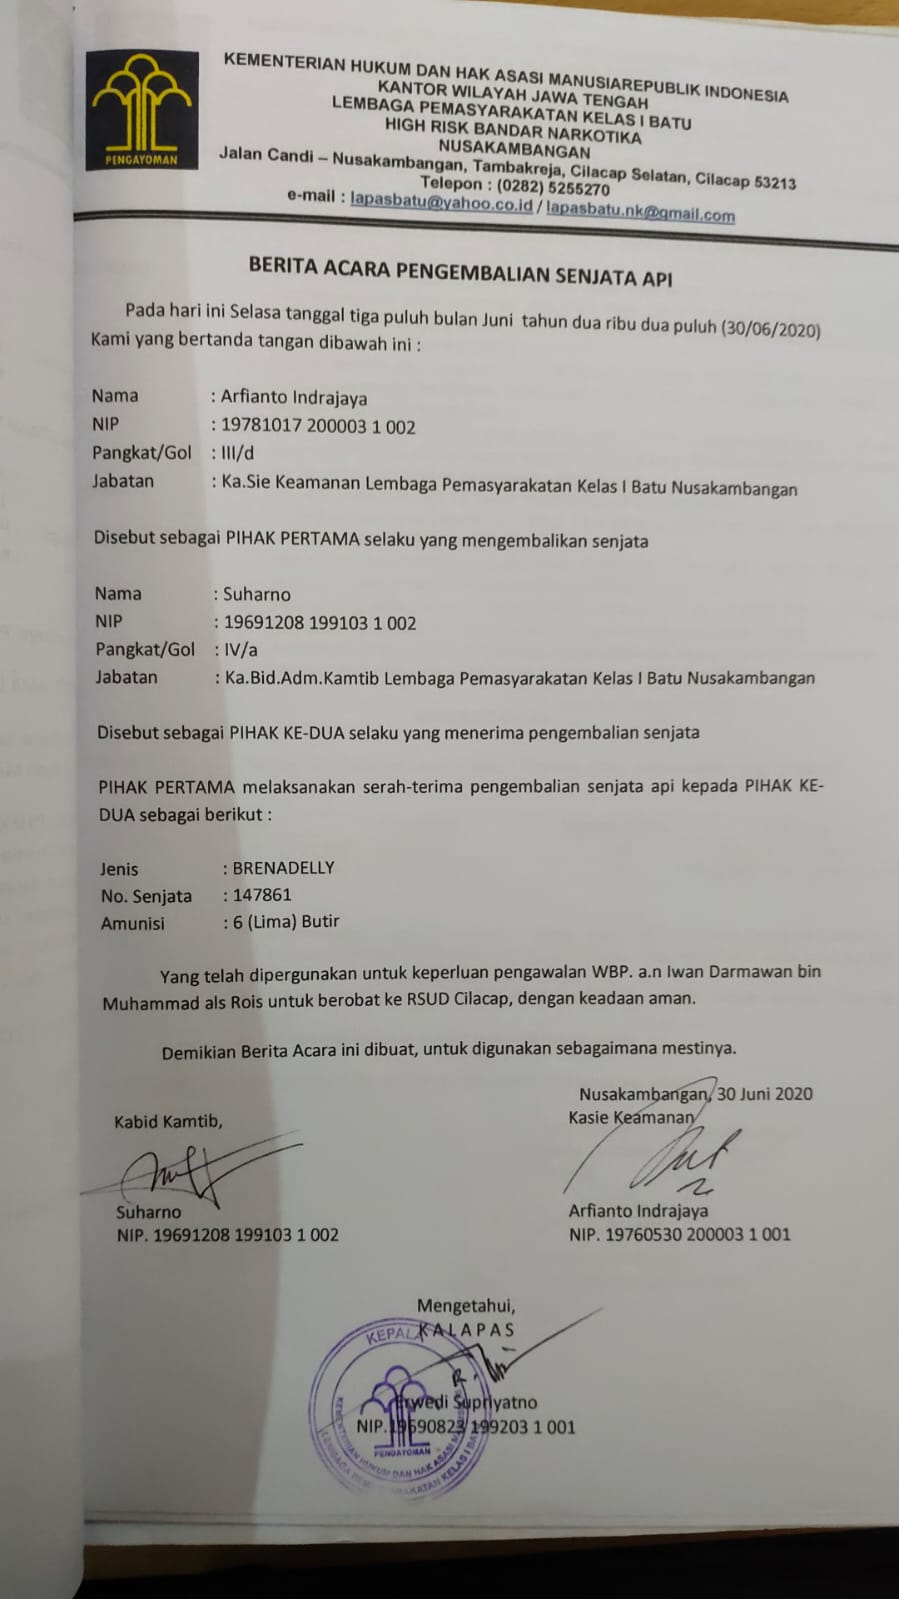 PENGAYOMAN
KEMENTERIAN HUKUM DAN HAK ASASI MANUSIAREPUBLIK INDONESIA
KANTOR WILAYAH JAWA TENGAH
LEMBAGA PEMASYARAKATAN KELAS I BATU
HIGH RISK BANDAR NARKOTIKA
NUSAKAMBANGAN
Jalan Candi – Nusakambangan, Tambakreja, Cilacap Selatan, Cilacap 53213
Telepon : (0282) 5255270
e-mail : lapasbatu@yahoo.co.id / lapasbatu.nk@gmail.com
BERITA ACARA PENGEMBALIAN SENJATA API
Pada hari ini Selasa tanggal tiga puluh bulan Juni tahun dua ribu dua puluh (30/06/2020)
Kami yang bertanda tangan dibawah ini :
Nama : Arfianto Indrajaya
NIP : 19781017 200003 1 002
Pangkat/Gol : III/d
Jabatan : Ka.Sie Keamanan Lembaga Pemasyarakatan Kelas I Batu Nusakambangan
Disebut sebagai PIHAK PERTAMA selaku yang mengembalikan senjata
Nama : Suharno
NIP : 19691208 199103 1 002
Pangkat/Gol : IV/a
Jabatan : Ka.Bid.Adm.Kamtib Lembaga Pemasyarakatan Kelas I Batu Nusakambangan
Disebut sebagai PIHAK KE-DUA selaku yang menerima pengembalian senjata
PIHAK PERTAMA melaksanakan serah-terima pengembalian senjata api kepada PIHAK KE-
DUA sebagai berikut :
Jenis : BRENADELLY
No. Senjata : 147861
Amunisi : 6 (Lima) Butir
Yang telah dipergunakan untuk keperluan pengawalan WBP. a.n Iwan Darmawan bin
Muhammad als Rois untuk berobat ke RSUD Cilacap, dengan keadaan aman.
Demikian Berita Acara ini dibuat, untuk digunakan sebagaimana mestinya.
Nusakambangan, 30 Juni 2020
Kabid Kamtib,
Kasie Keamanan
Suharno
NIP. 19691208 199103 1 002
Arfianto Indrajaya
NIP. 19760530 200003 1 001
Mengetahui,
KALAPAS
Erwedi Supriyatno
NIP.19690823 199203 1 001
KEPALA
KEMENTERIAN HUKUM DAN HAK ASASI
PENGAYOMAN
KELAS I BATU